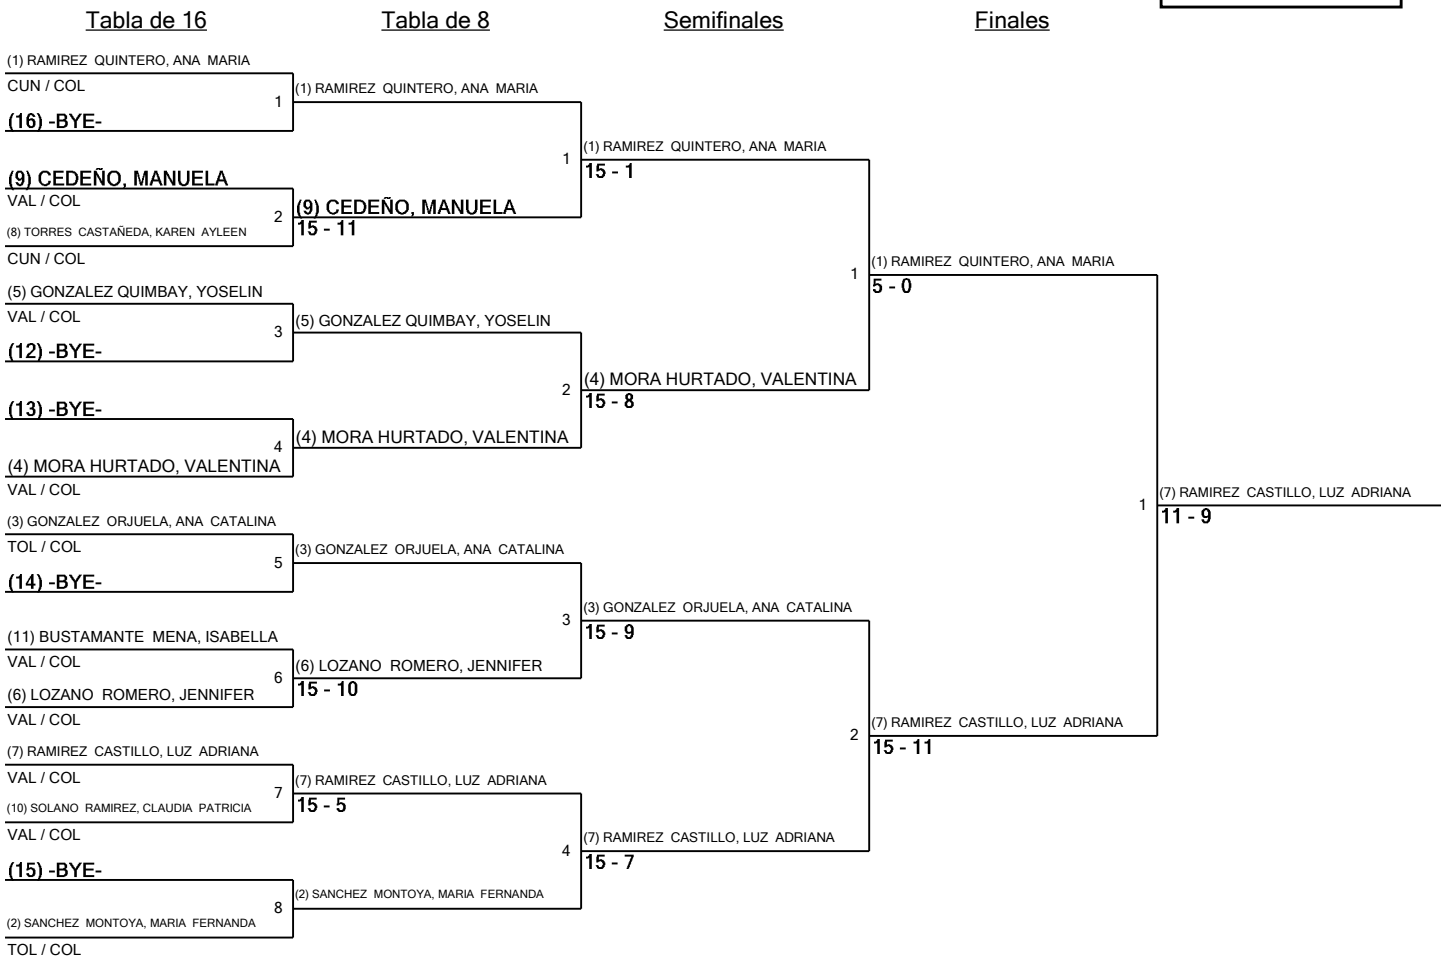 Tabla de 16
Tabla de 8
Semifinales
Finales
(1) RAMIREZ QUINTERO, ANA MARIA
CUN / COL
1
(16) -BYE-
(9) CEDEÑO, MANUELA
VAL / COL
2
(8) TORRES CASTAÑEDA, KAREN AYLEEN
CUN / COL
(5) GONZALEZ QUIMBAY, YOSELIN
VAL / COL
3
(12) -BYE-
(13) -BYE-
4
(4) MORA HURTADO, VALENTINA
VAL / COL
(3) GONZALEZ ORJUELA, ANA CATALINA
TOL / COL
5
(14) -BYE-
(11) BUSTAMANTE MENA, ISABELLA
VAL / COL
6
(6) LOZANO ROMERO, JENNIFER
VAL / COL
(7) RAMIREZ CASTILLO, LUZ ADRIANA
VAL / COL
7
(10) SOLANO RAMIREZ, CLAUDIA PATRICIA
VAL / COL
(15) -BYE-
8
(2) SANCHEZ MONTOYA, MARIA FERNANDA
TOL / COL
(1) RAMIREZ QUINTERO, ANA MARIA
1
(9) CEDEÑO, MANUELA
15 - 11
(5) GONZALEZ QUIMBAY, YOSELIN
2
(4) MORA HURTADO, VALENTINA
(3) GONZALEZ ORJUELA, ANA CATALINA
3
(6) LOZANO ROMERO, JENNIFER
15 - 10
(7) RAMIREZ CASTILLO, LUZ ADRIANA
15 - 5
4
(2) SANCHEZ MONTOYA, MARIA FERNANDA
(1) RAMIREZ QUINTERO, ANA MARIA
15 - 1
1
(4) MORA HURTADO, VALENTINA
15 - 8
(3) GONZALEZ ORJUELA, ANA CATALINA
15 - 9
2
(7) RAMIREZ CASTILLO, LUZ ADRIANA
15 - 7
(1) RAMIREZ QUINTERO, ANA MARIA
5 - 0
1
(7) RAMIREZ CASTILLO, LUZ ADRIANA
15 - 11
(7) RAMIREZ CASTILLO, LUZ ADRIANA
11 - 9